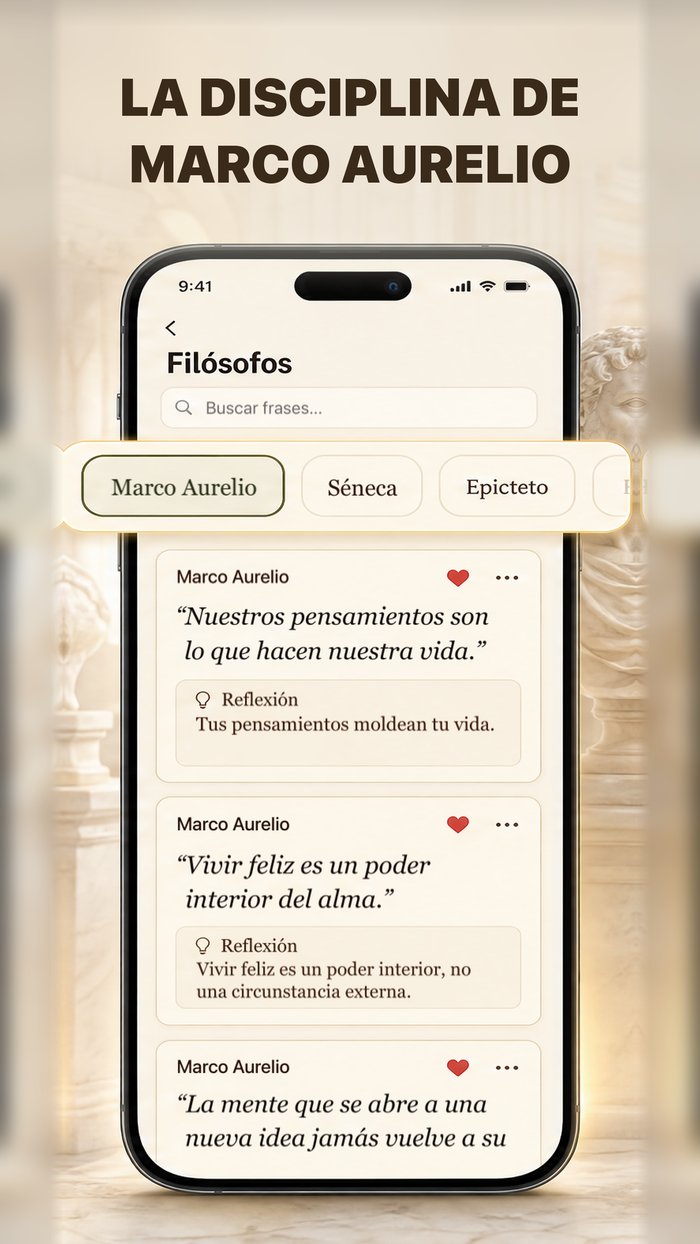 LA DISCIPLINA DE
MARCO AURELIO
9:41
Filósofos
Buscar frases...
Marco Aurelio
Séneca
Epicteto
Marco Aurelio
“Nuestros pensamientos son
lo que hacen nuestra vida.”
Reflexión
Tus pensamientos moldean tu vida.
Marco Aurelio
“Vivir feliz es un poder
interior del alma.”
Reflexión
Vivir feliz es un poder interior, no
una circunstancia externa.
Marco Aurelio
“La mente que se abre a una
nueva idea jamás vuelve a su